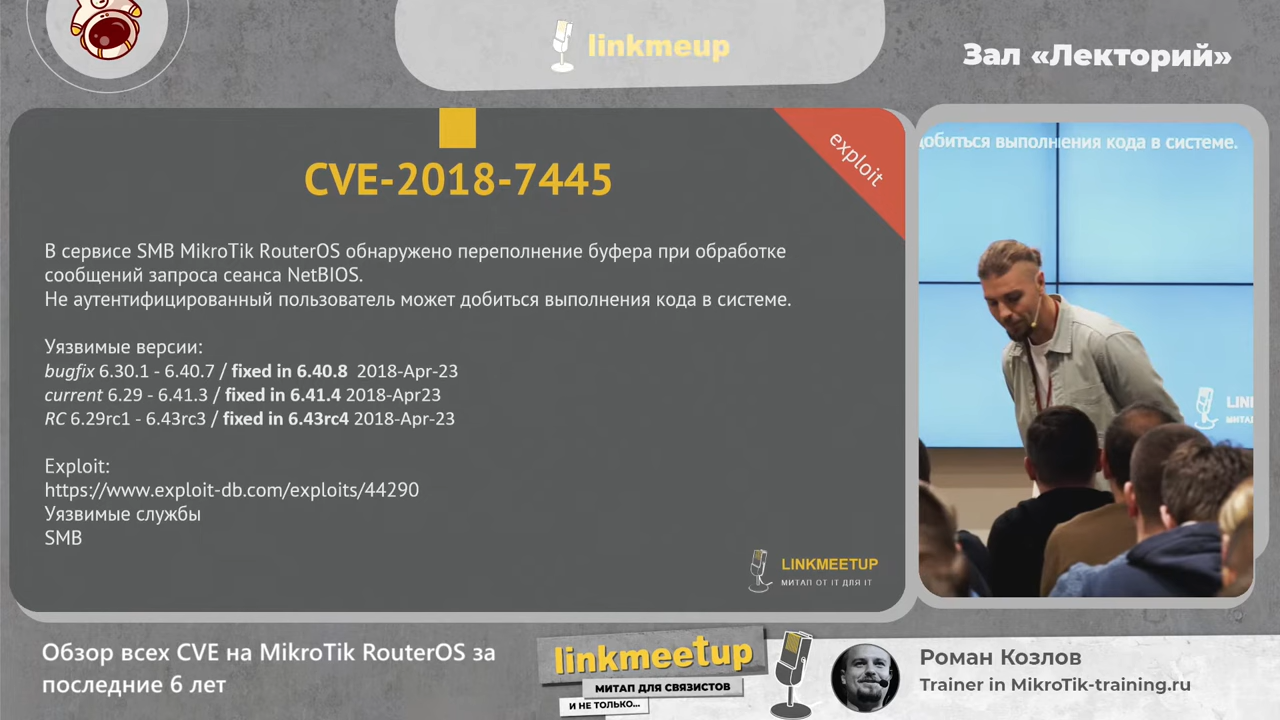 linkmeup
Зал «Лекторий»
exploit
CVE-2018-7445
В сервисе SMB MikroTik RouterOS обнаружено переполнение буфера при обработке
сообщений запроса сеанса NetBIOS.
Не аутентифицированный пользователь может добиться выполнения кода в системе.
Уязвимые версии:
bugfix 6.30.1 - 6.40.7 / fixed in 6.40.8 2018-Apr-23
current 6.29 - 6.41.3 / fixed in 6.41.4 2018-Apr23
RC 6.29rc1 - 6.43rc3 / fixed in 6.43rc4 2018-Apr-23
Exploit:
https://www.exploit-db.com/exploits/44290
Уязвимые службы
SMB
LINKMEETUP
МИТАП ОТ IT ДЛЯ IT
добиться выполнения кода в системе.
LIN
МИТА
Обзор всех CVE на MikroTik RouterOS за
последние 6 лет
linkmeetup
МИТАП ДЛЯ СВЯЗИСТОВ
И НЕ ТОЛЬКО...
Роман Козлов
Trainer in MikroTik-training.ru